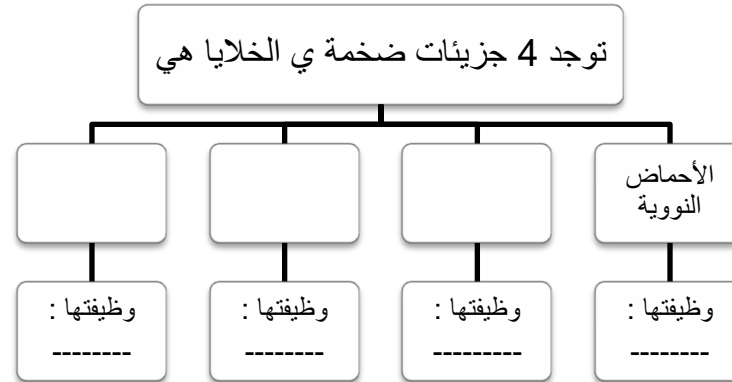 توجد 4 جزيئات ضخمة ي الخلايا هي
الأحماض
النووية
وظيفتها :
--------
وظيفتها :
---------
وظيفتها :
--------
وظيفتها :
--------